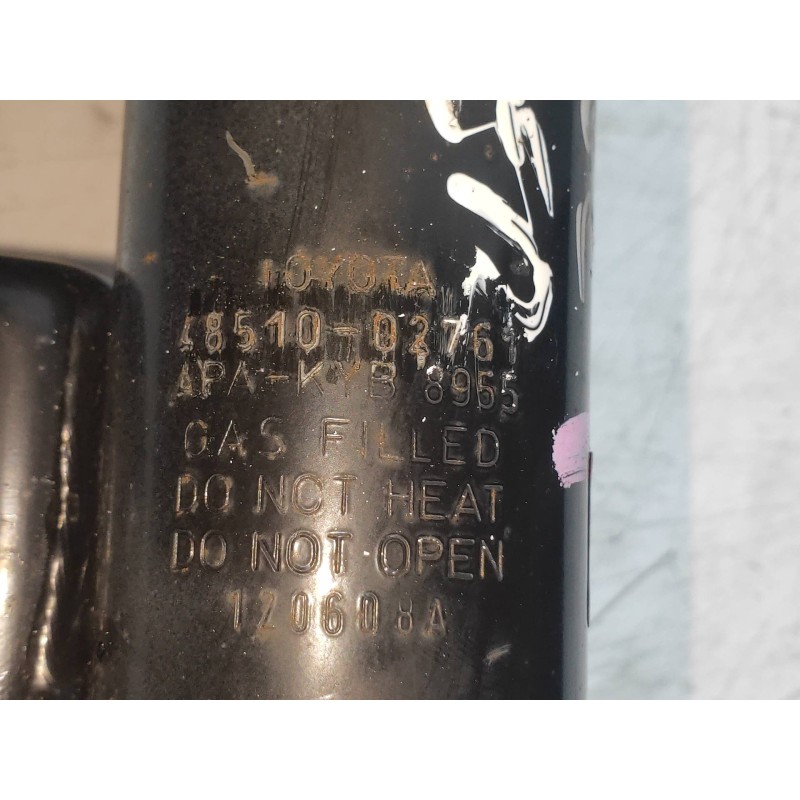 TOYOTA
48510-02761
APA-KYB 8955
GAS FILLED
DO NOT HEAT
DO NOT OPEN
120608A